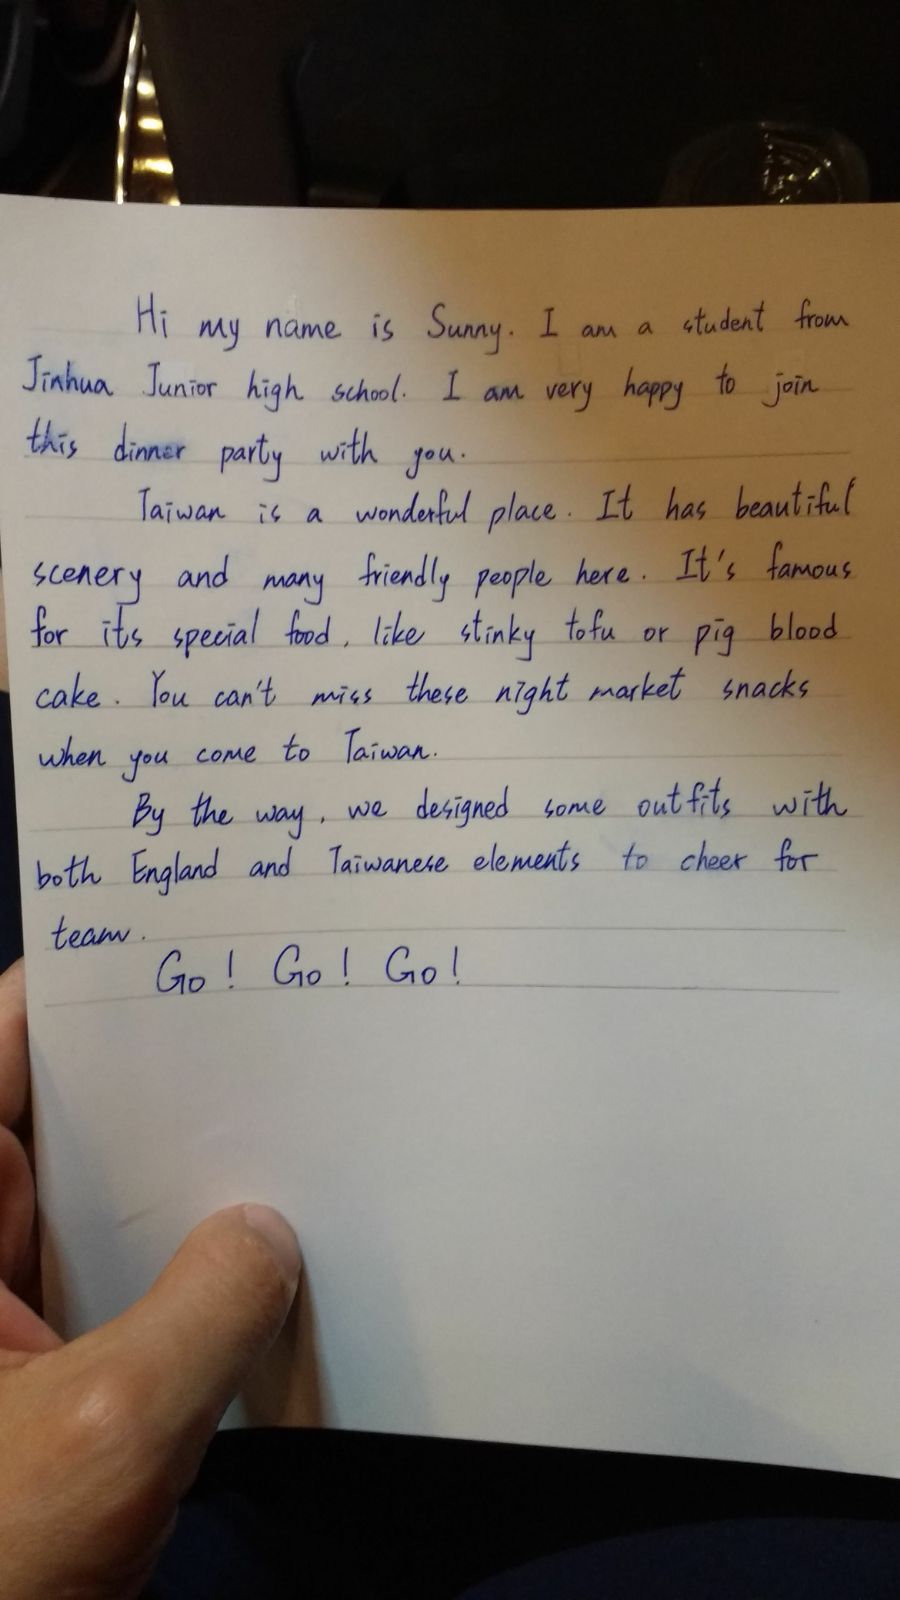 Hi my name is Sunny. I am a student from
Jinhua Junior high school. I am very happy to join
this dinner party with you.
Taiwan is a wonderful place. It has beautiful
scenery and many friendly people here. It's famous
for its special food, like stinky tofu or pig blood
cake. You can't miss these night market snacks
when you come to Taiwan.
By the way, we designed some outfits with
both England and Taiwanese elements to cheer for
team.
Go! Go! Go!